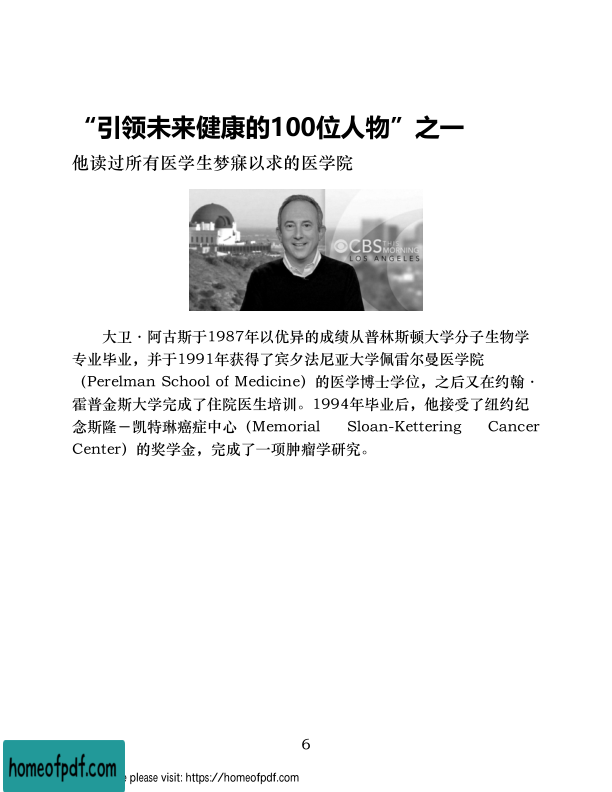 “引领未来健康的100位人物”之一
他读过所有医学生梦寐以求的医学院
CBS THE MORNING
LOS ANGELES
大卫·阿古斯于1987年以优异的成绩从普林斯顿大学分子生物学
专业毕业，并于1991年获得了宾夕法尼亚大学佩雷尔曼医学院
（Perelman School of Medicine）的医学博士学位，之后又在约翰·
霍普金斯大学完成了住院医生培训。1994年毕业后，他接受了纽约纪
念斯隆－凯特琳癌症中心（Memorial Sloan-Kettering Cancer
Center）的奖学金，完成了一项肿瘤学研究。
6
homeofpdf.com
e please visit: https://homeofpdf.com